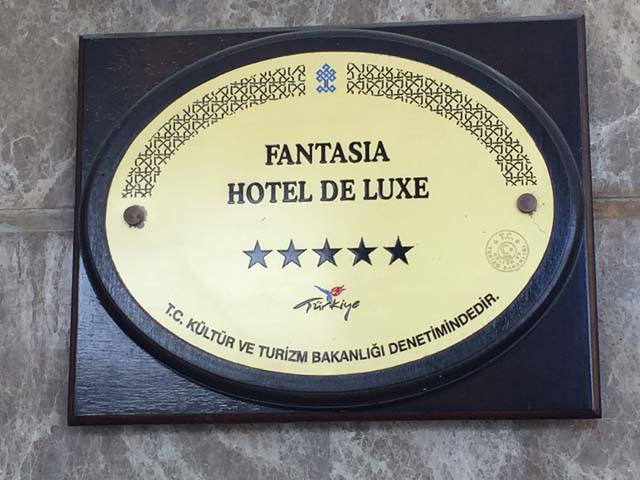 FANTASIA
HOTEL DE LUXE
Türkiye
T.C. KÜLTÜR VE TURİZM BAKANLIĞI DENETİMİNDEDİR.
T.C.